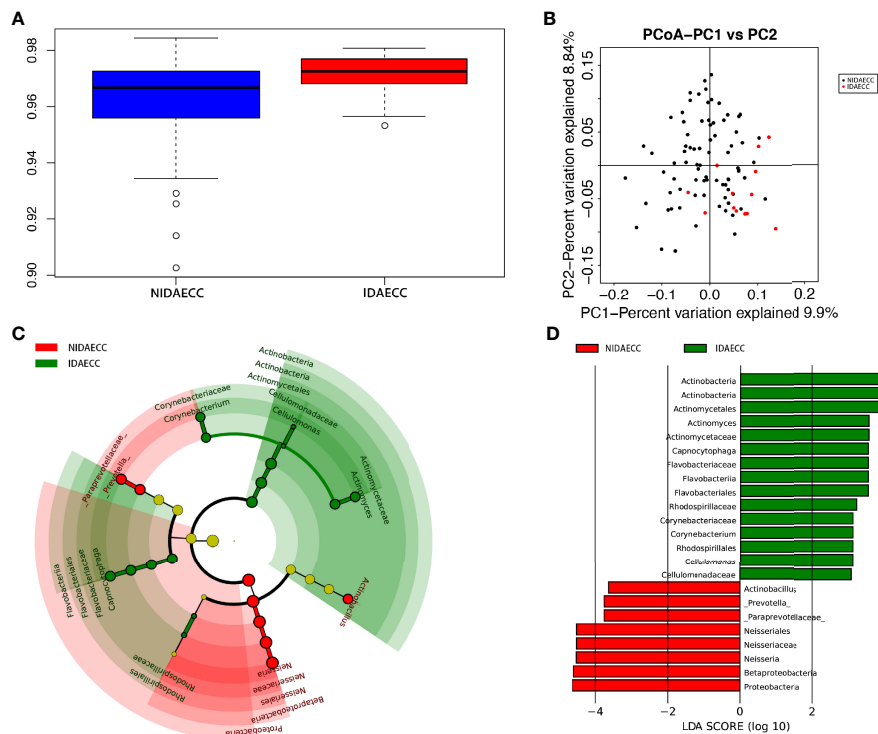 A
0.98
0.96
0.94
0.92
0.90
NIDAECC
IDAECC
B
PCoA−PC1 vs PC2
PC2−Percent variation explained 8.84%
0.15
0.05
−0.05
−0.15
−0.2
−0.1
0.0
0.1
0.2
PC1−Percent variation explained 9.9%
NIDAECC
IDAECC
C
NIDAECC
IDAECC
Actinobacteria
Actinobacteria
Actinomycetales
Cellulomonadaceae
Cellulomonas
Corynebacteriaceae
Corynebacterium
Actinomycetaceae
Actinomyces
_Paraprevotellaceae_
_Prevotella_
Flavobacteriia
Flavobacteriales
Flavobacteriaceae
Capnocytophaga
Actinobacillus
Rhodospirillaceae
Rhodospirillales
Neisseria
Neisseriaceae
Neisseriales
Betaproteobacteria
Proteobacteria
D
NIDAECC
IDAECC
Actinobacteria
Actinobacteria
Actinomycetales
Actinomyces
Actinomycetaceae
Capnocytophaga
Flavobacteriaceae
Flavobacteriia
Flavobacteriales
Rhodospirillaceae
Corynebacteriaceae
Corynebacterium
Rhodospirillales
Cellulomonas
Cellulomonadaceae
Actinobacillus
_Prevotella_
_Paraprevotellaceae_
Neisseriales
Neisseriaceae
Neisseria
Betaproteobacteria
Proteobacteria
−4
−2
0
2
LDA SCORE (log 10)